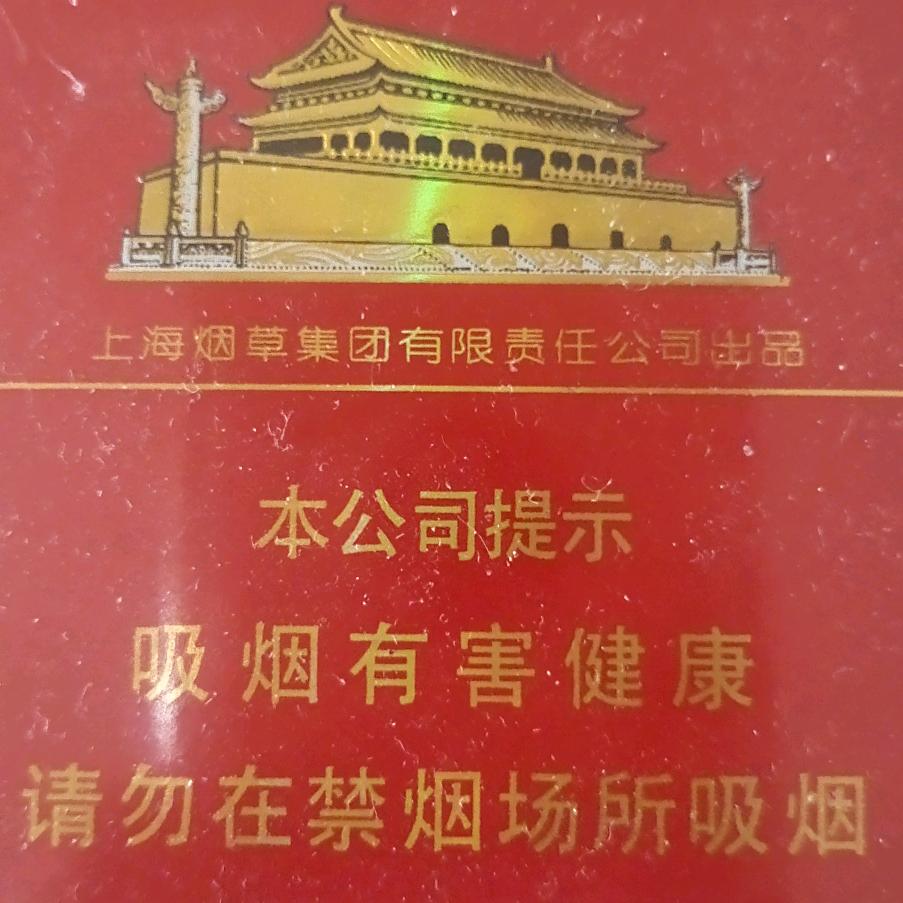 上海烟草集团有限责任公司出品
本公司提示
吸烟有害健康
请勿在禁烟场所吸烟